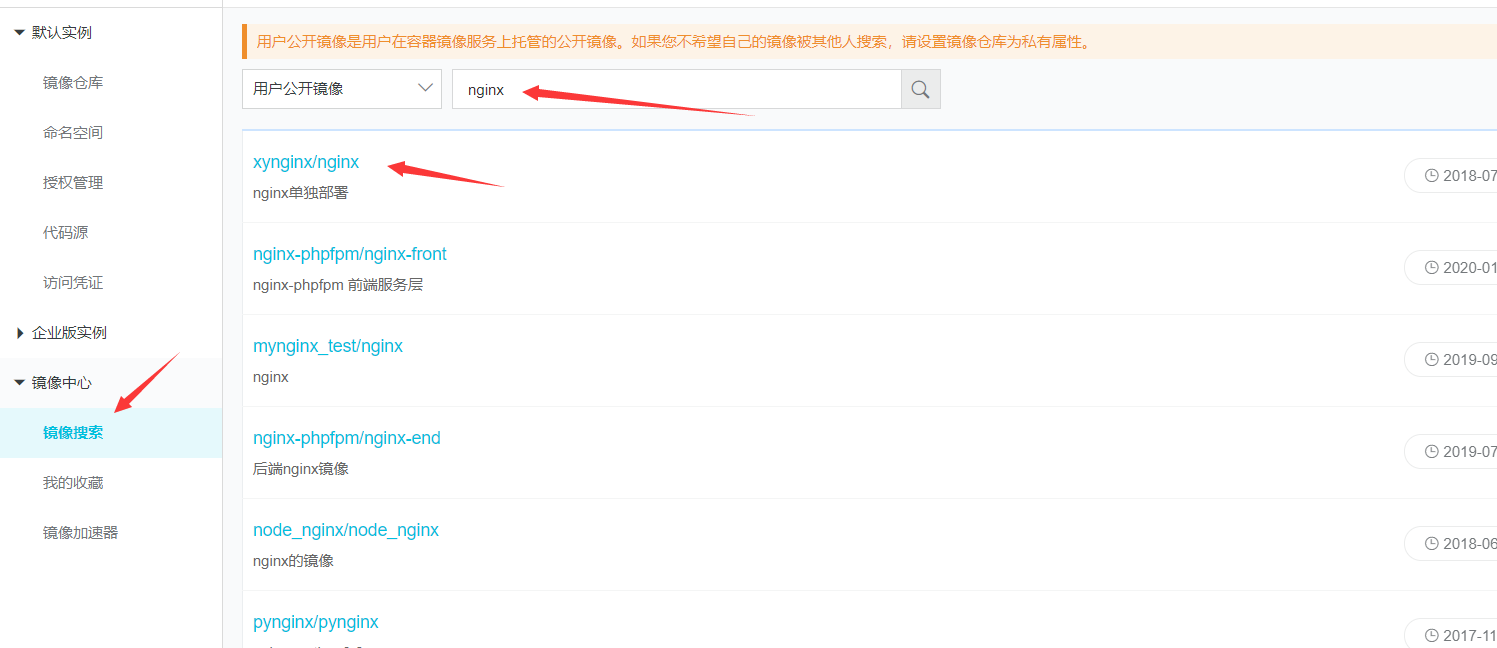 默认实例
镜像仓库
命名空间
授权管理
代码源
访问凭证
企业版实例
镜像中心
镜像搜索
我的收藏
镜像加速器
用户公开镜像是用户在容器镜像服务上托管的公开镜像。如果您不希望自己的镜像被其他人搜索，请设置镜像仓库为私有属性。
用户公开镜像 nginx
xynginx/nginx
nginx单独部署
2018-07
nginx-phpfpm/nginx-front
nginx-phpfpm 前端服务层
2020-01
mynginx_test/nginx
nginx
2019-09
nginx-phpfpm/nginx-end
后端nginx镜像
2019-07
node_nginx/node_nginx
nginx的镜像
2018-06
pynginx/pynginx
2017-11